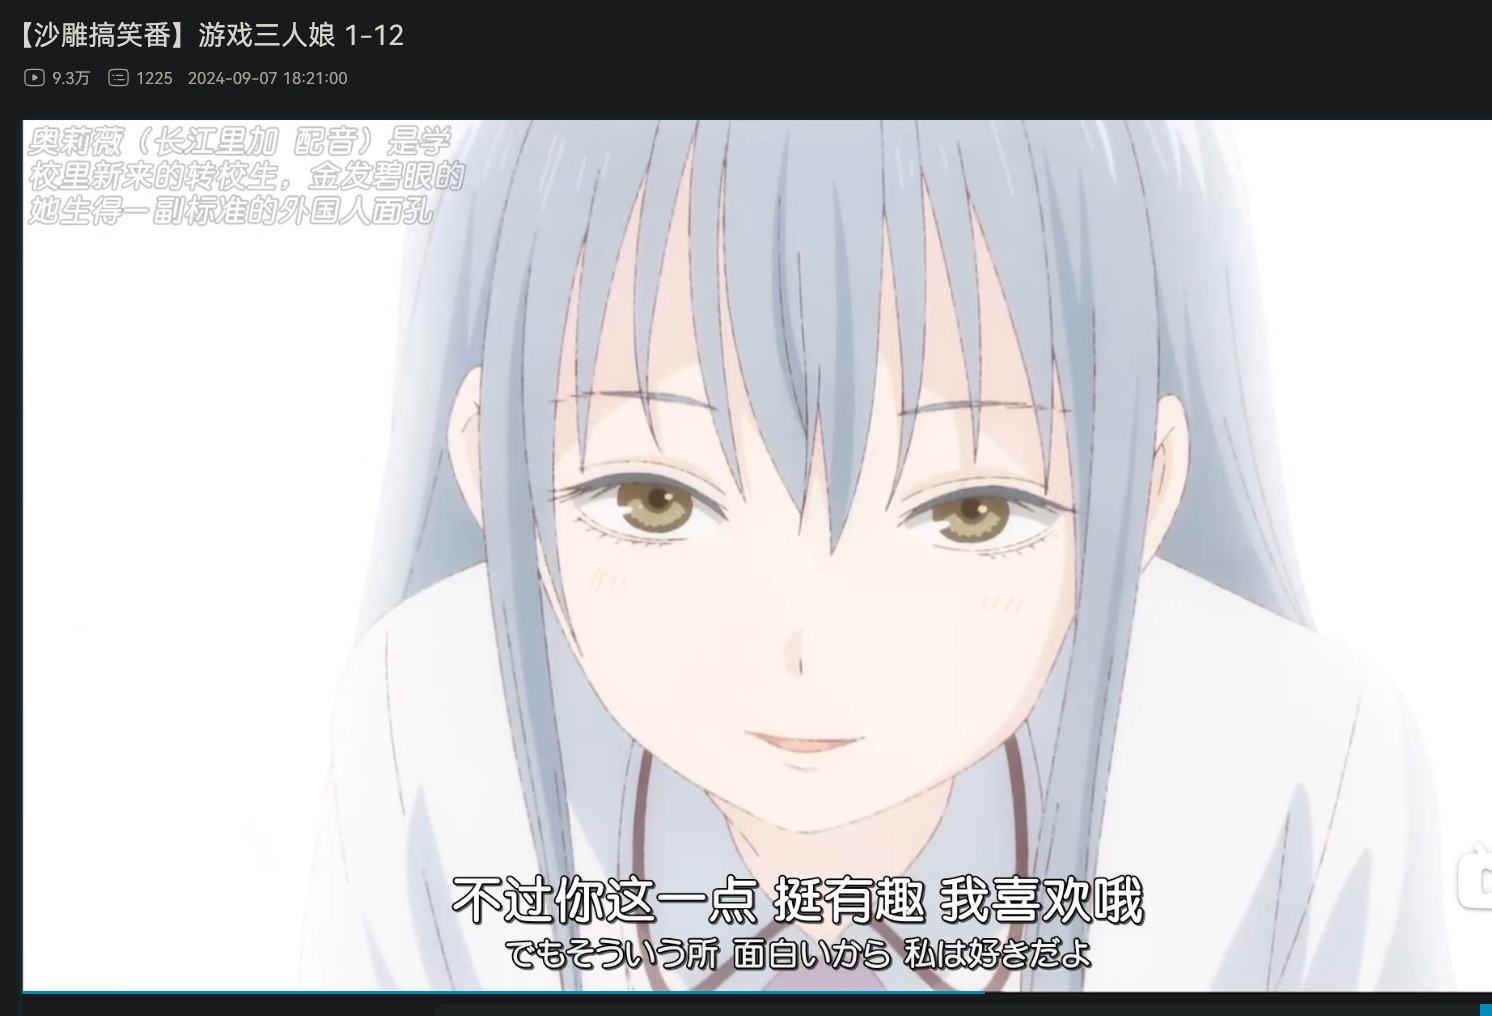 【沙雕搞笑番】游戏三人娘 1-12
9.3万 1225 2024-09-07 18:21:00
奥莉薇（长江里加 配音）是学
校里新来的转校生，金发碧眼的
她生得一副标准的外国人面孔
不过你这一点 挺有趣 我喜欢哦
でもそういう所 面白いから 私は好きだよ